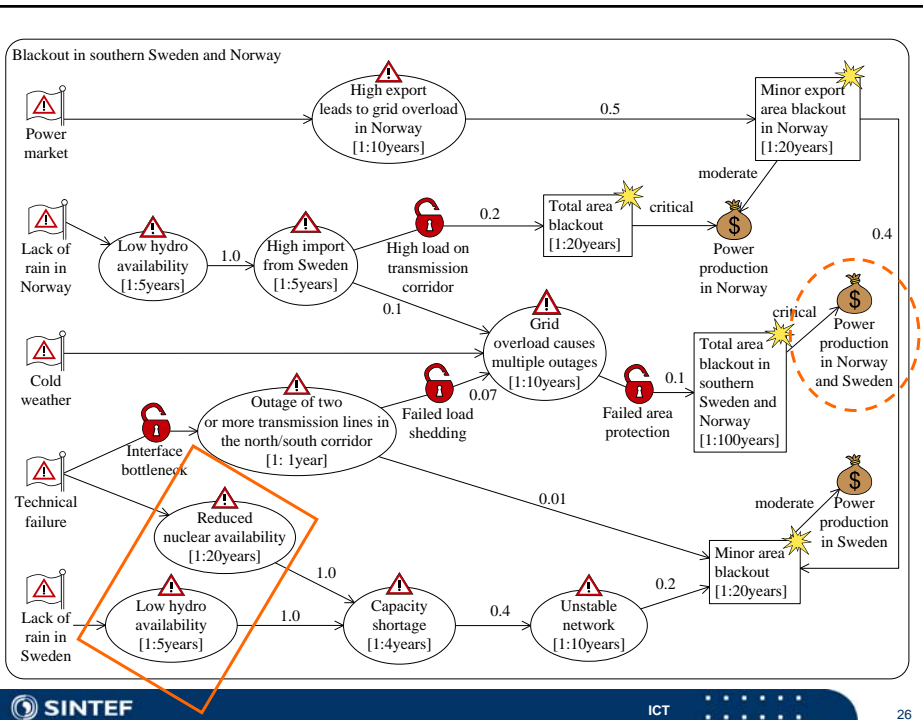 Blackout in southern Sweden and Norway
Power
market
High export
leads to grid overload
in Norway
[1:10years]
0.5
Minor export
area blackout
in Norway
[1:20years]
moderate
0.4
Lack of
rain in
Norway
Low hydro
availability
[1:5years]
1.0
High import
from Sweden
[1:5years]
High load on
transmission
corridor
0.2
Total area
blackout
[1:20years]
critical
$
Power
production
in Norway
0.1
Cold
weather
Grid
overload causes
multiple outages
[1:10years]
Failed area
protection
0.1
Total area
blackout in
southern
Sweden and
Norway
[1:100years]
critical
$
Power
production
in Norway
and Sweden
Interface
bottleneck
Outage of two
or more transmission lines in
the north/south corridor
[1: 1year]
Failed load
shedding
0.07
Technical
failure
Reduced
nuclear availability
[1:20years]
1.0
0.01
Minor area
blackout
[1:20years]
moderate
$
Power
production
in Sweden
Lack of
rain in
Sweden
Low hydro
availability
[1:5years]
1.0
Capacity
shortage
[1:4years]
0.4
Unstable
network
[1:10years]
0.2
SINTEF
ICT
26